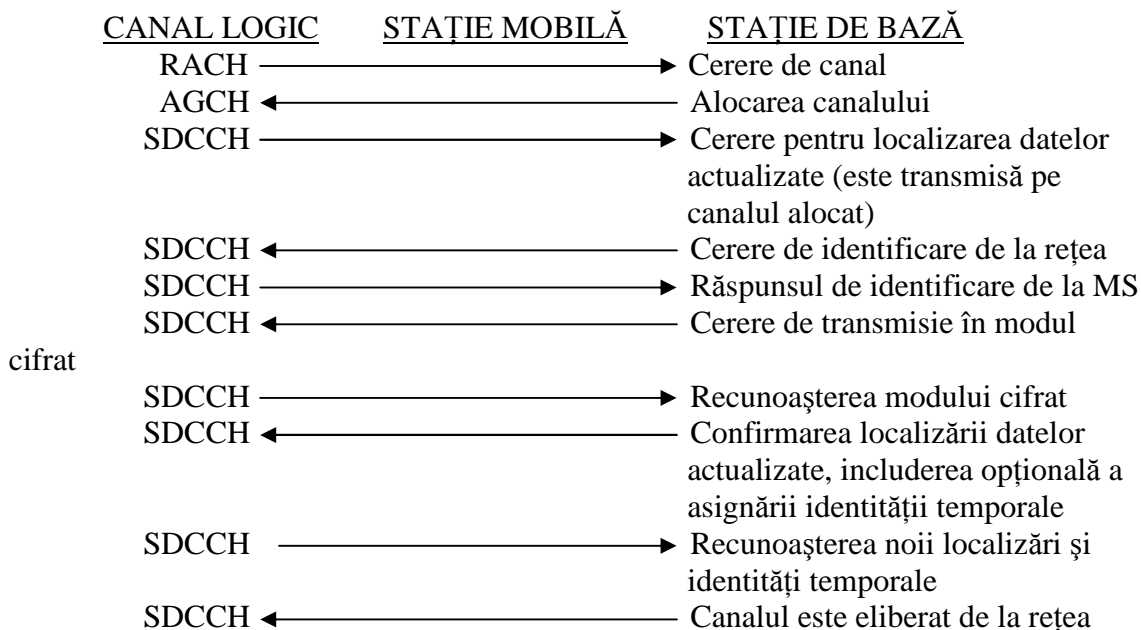 CANAL LOGIC STAȚIE MOBILĂ STAȚIE DE BAZĂ
RACH Cerere de canal
AGCH Alocarea canalului
SDCCH Cerere pentru localizarea datelor
actualizate (este transmisă pe
canalul alocat)
SDCCH Cerere de identificare de la rețea
SDCCH Răspunsul de identificare de la MS
SDCCH Cerere de transmisie în modul
cifrat
SDCCH Recunoaşterea modului cifrat
SDCCH Confirmarea localizării datelor
actualizate, includerea opțională a
asignării identității temporale
SDCCH Recunoaşterea noii localizări şi
identități temporale
SDCCH Canalul este eliberat de la rețea